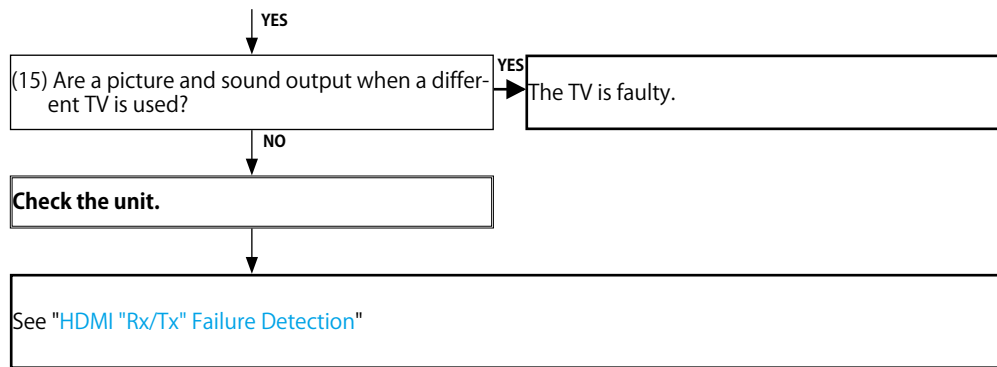 YES
(15) Are a picture and sound output when a differ-
ent TV is used?
YES
The TV is faulty.
NO
Check the unit.
See "HDMI "Rx/Tx" Failure Detection"